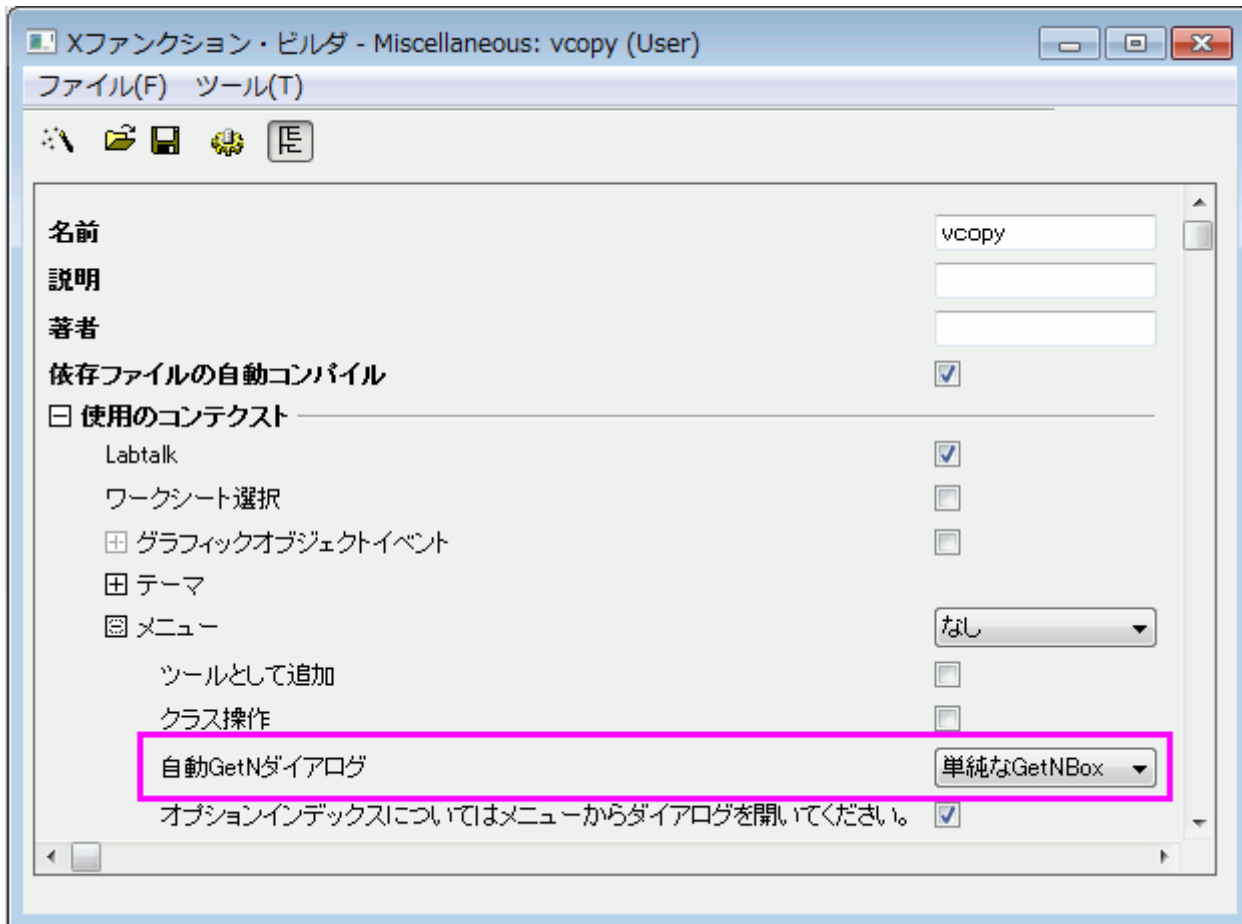 Xファンクション・ビルダ - Miscellaneous: vcopy (User)
ファイル(F) ツール(T)
名前 vcopy
説明
著者
依存ファイルの自動コンパイル
使用のコンテクスト
Labtalk
ワークシート選択
グラフィックオブジェクトイベント
テーマ
メニュー なし
ツールとして追加
クラス操作
自動GetNダイアログ 単純なGetNBox
オプションインデックスについてはメニューからダイアログを開いてください。